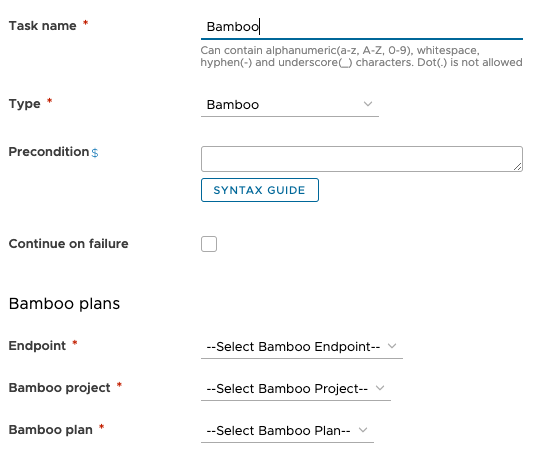 Task name *
Bamboo
Can contain alphanumeric(a-z, A-Z, 0-9), whitespace,
hyphen(-) and underscore(_) characters. Dot(.) is not allowed
Type *
Bamboo
Precondition $
SYNTAX GUIDE
Continue on failure
Bamboo plans
Endpoint *
--Select Bamboo Endpoint--
Bamboo project *
--Select Bamboo Project--
Bamboo plan *
--Select Bamboo Plan--